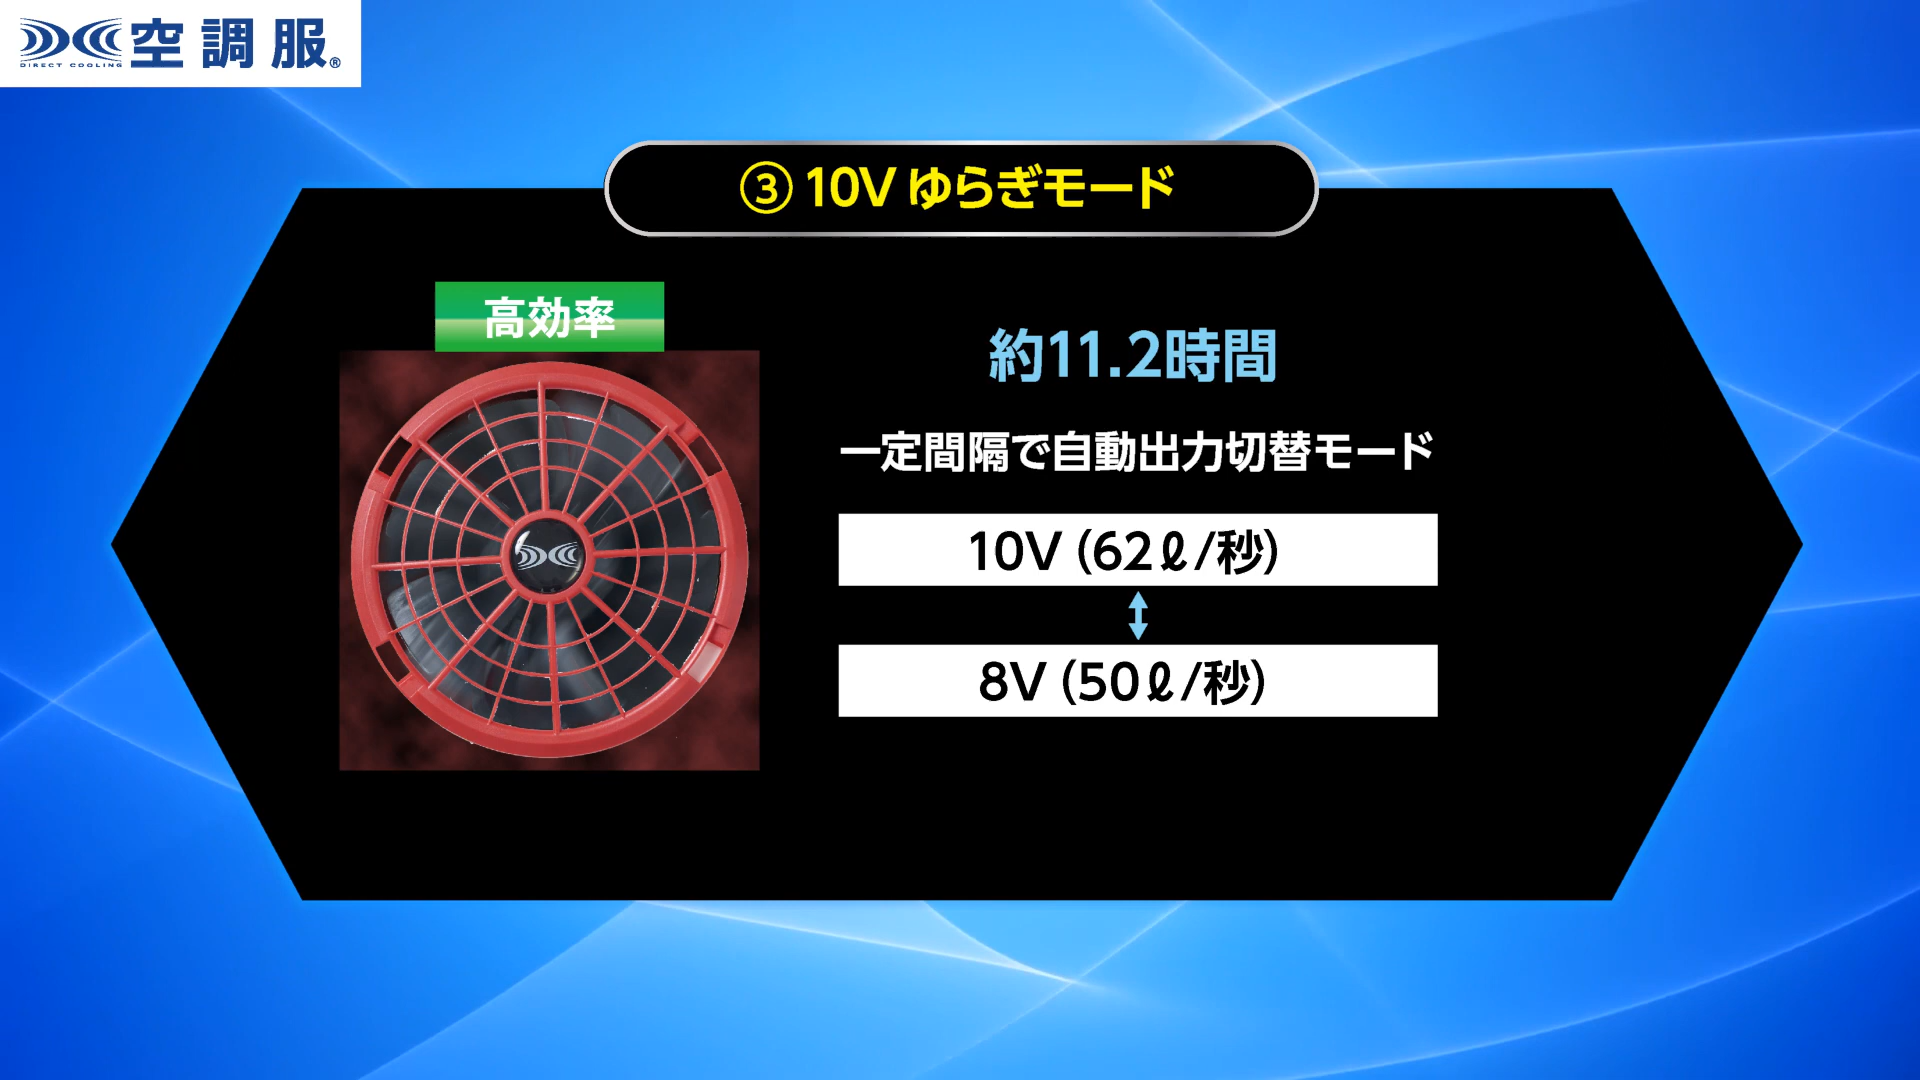 空調服®
DIRECT COOLING
③ 10V ゆらぎモード
高効率
約11.2時間
一定間隔で自動出力切替モード
10V (62ℓ/秒)
↕
8V (50ℓ/秒)